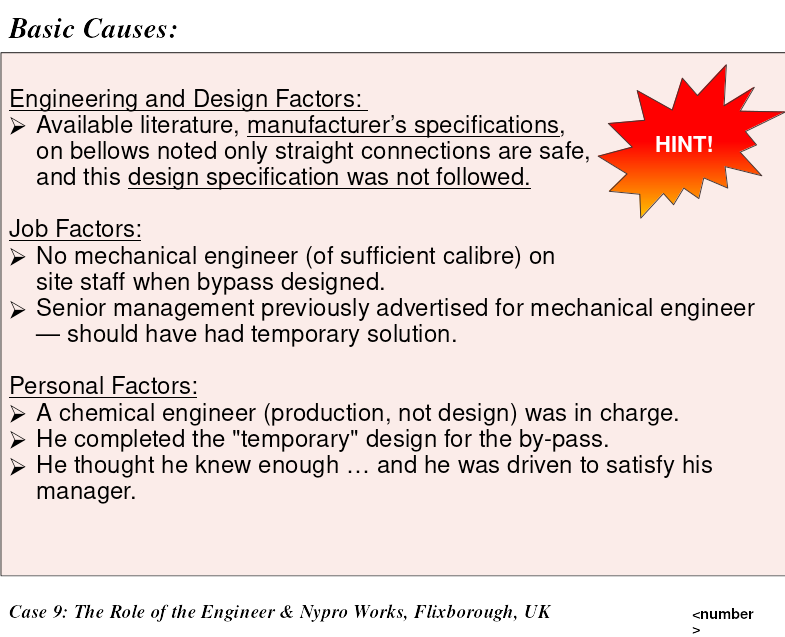 Basic Causes:
Engineering and Design Factors:
➢ Available literature, manufacturer’s specifications,
on bellows noted only straight connections are safe,
and this design specification was not followed.
HINT!
Job Factors:
➢ No mechanical engineer (of sufficient calibre) on
site staff when bypass designed.
➢ Senior management previously advertised for mechanical engineer
— should have had temporary solution.
Personal Factors:
➢ A chemical engineer (production, not design) was in charge.
➢ He completed the "temporary" design for the by-pass.
➢ He thought he knew enough … and he was driven to satisfy his
manager.
Case 9: The Role of the Engineer & Nypro Works, Flixborough, UK
<number
>